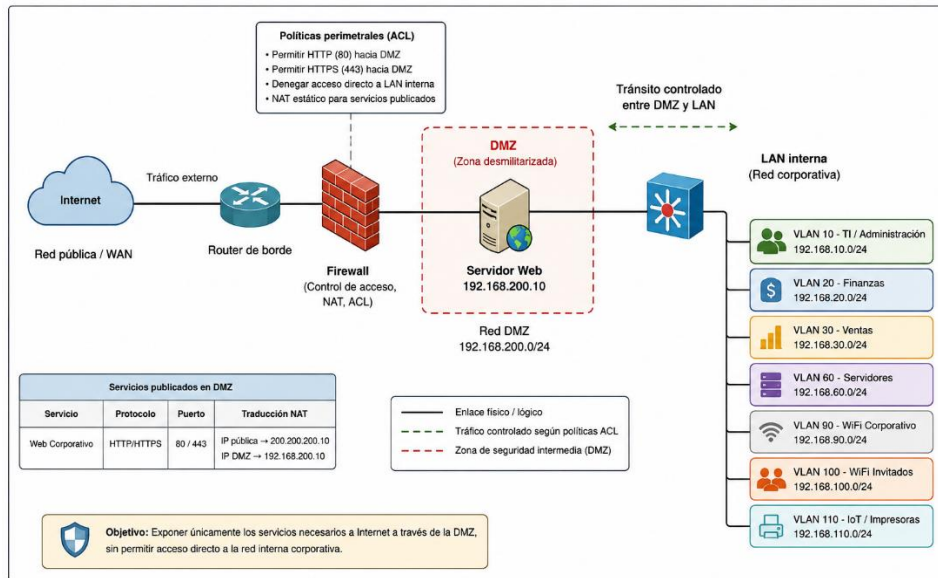 Políticas perimetrales (ACL)
• Permitir HTTP (80) hacia DMZ
• Permitir HTTPS (443) hacia DMZ
• Denegar acceso directo a LAN interna
• NAT estático para servicios publicados
Tránsito controlado
entre DMZ y LAN
DMZ
(Zona desmilitarizada)
LAN interna
(Red corporativa)
Internet
Tráfico externo
Red pública / WAN
Router de borde
Firewall
(Control de acceso,
NAT, ACL)
Servidor Web
192.168.200.10
Red DMZ
192.168.200.0/24
VLAN 10 - TI / Administración
192.168.10.0/24
VLAN 20 - Finanzas
192.168.20.0/24
VLAN 30 - Ventas
192.168.30.0/24
VLAN 60 - Servidores
192.168.60.0/24
VLAN 90 - WiFi Corporativo
192.168.90.0/24
VLAN 100 - WiFi Invitados
192.168.100.0/24
VLAN 110 - IoT / Impresoras
192.168.110.0/24
Servicios publicados en DMZ
Servicio Protocolo Puerto Traducción NAT
Web Corporativo HTTP/HTTPS 80 / 443 IP pública → 200.200.200.10
IP DMZ → 192.168.200.10
Enlace físico / lógico
Tráfico controlado según políticas ACL
Zona de seguridad intermedia (DMZ)
Objetivo: Exponer únicamente los servicios necesarios a Internet a través de la DMZ,
sin permitir acceso directo a la red interna corporativa.